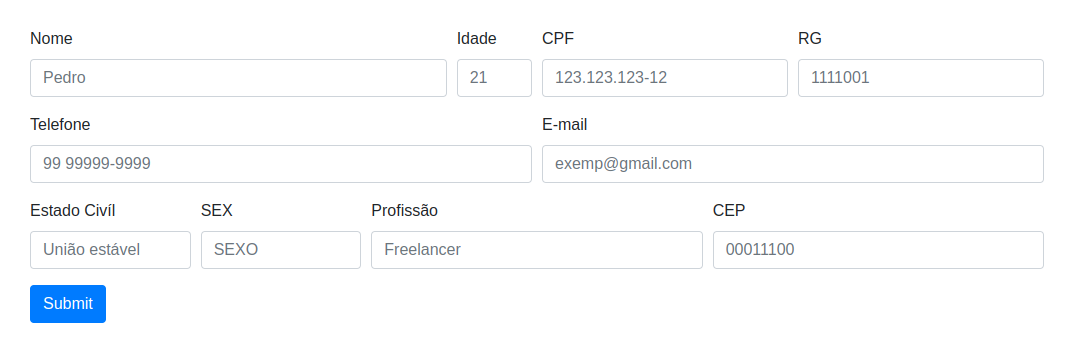 Nome Idade CPF RG
Pedro 21 123.123.123-12 1111001
Telefone E-mail
99 99999-9999 exemp@gmail.com
Estado Civíl SEX Profissão CEP
União estável SEXO Freelancer 00011100
Submit